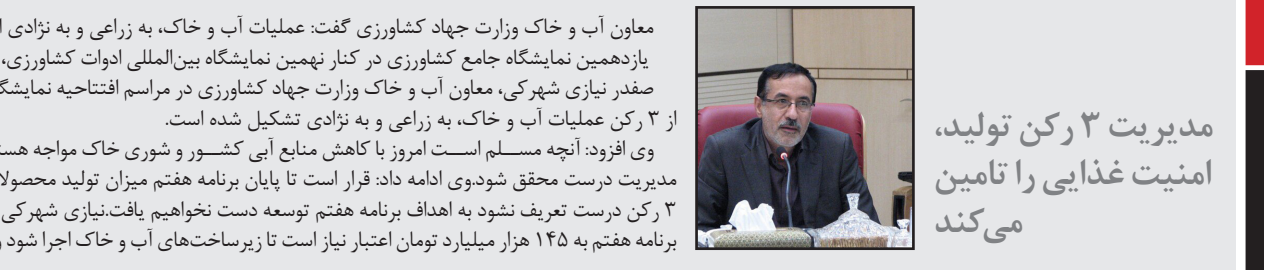 مدیریت ۳ رکن تولید،
امنیت غذایی را تامین
می‌کند
معاون آب و خاک وزارت جهاد کشاورزی گفت: عملیات آب و خاک، به زراعی و به نژادی
یازدهمین نمایشگاه جامع کشاورزی در کنار نهمین نمایشگاه بین‌المللی ادوات کشاورزی،
صفدر نیازی شهرکی، معاون آب و خاک وزارت جهاد کشاورزی در مراسم افتتاحیه
از ۳ رکن عملیات آب و خاک، به زراعی و به نژادی تشکیل شده است.
وی افزود: آنچه مسلم است امروز با کاهش منابع آبی کشور و شوری خاک مواجه
مدیریت درست محقق شود.وی ادامه داد: قرار است تا پایان برنامه هفتم میزان تولید
۳ رکن درست تعریف نشود به اهداف برنامه هفتم توسعه دست نخواهیم یافت.نیازی شهرکی
برنامه هفتم به ۱۴۵ هزار میلیارد تومان اعتبار نیاز است تا زیرساخت‌های آب و خاک اجرا شود